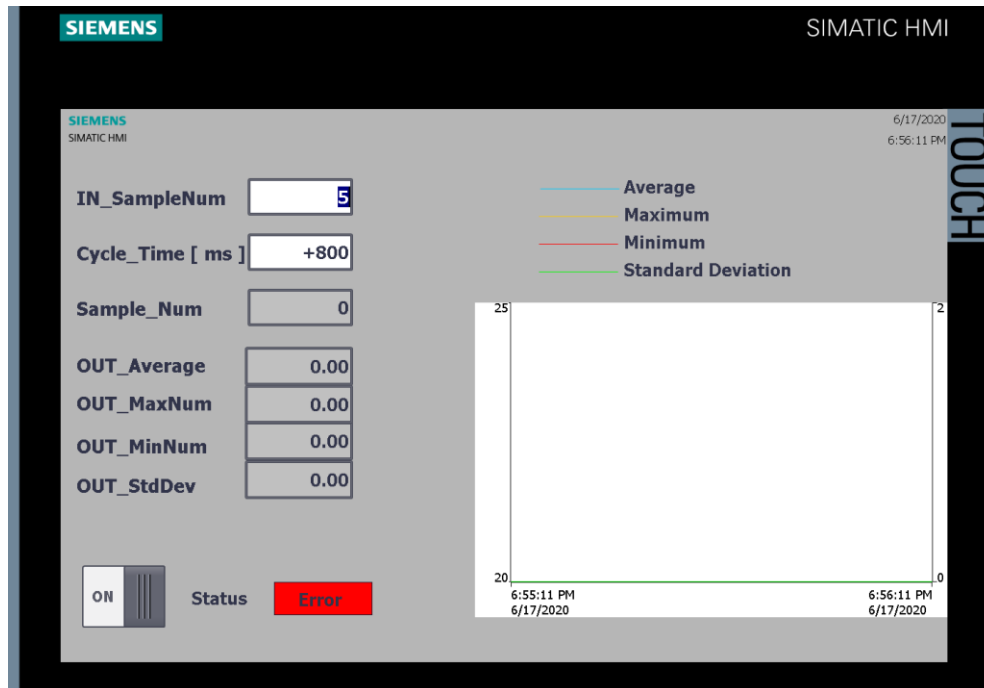 SIEMENS
SIMATIC HMI
TOUCH
SIEMENS
SIMATIC HMI
6/17/2020
6:56:11 PM
IN_SampleNum 5
Cycle_Time [ ms ] +800
Sample_Num 0
OUT_Average 0.00
OUT_MaxNum 0.00
OUT_MinNum 0.00
OUT_StdDev 0.00
ON Status Error
Average
Maximum
Minimum
Standard Deviation
25 2
20 0
6:55:11 PM 6:56:11 PM
6/17/2020 6/17/2020